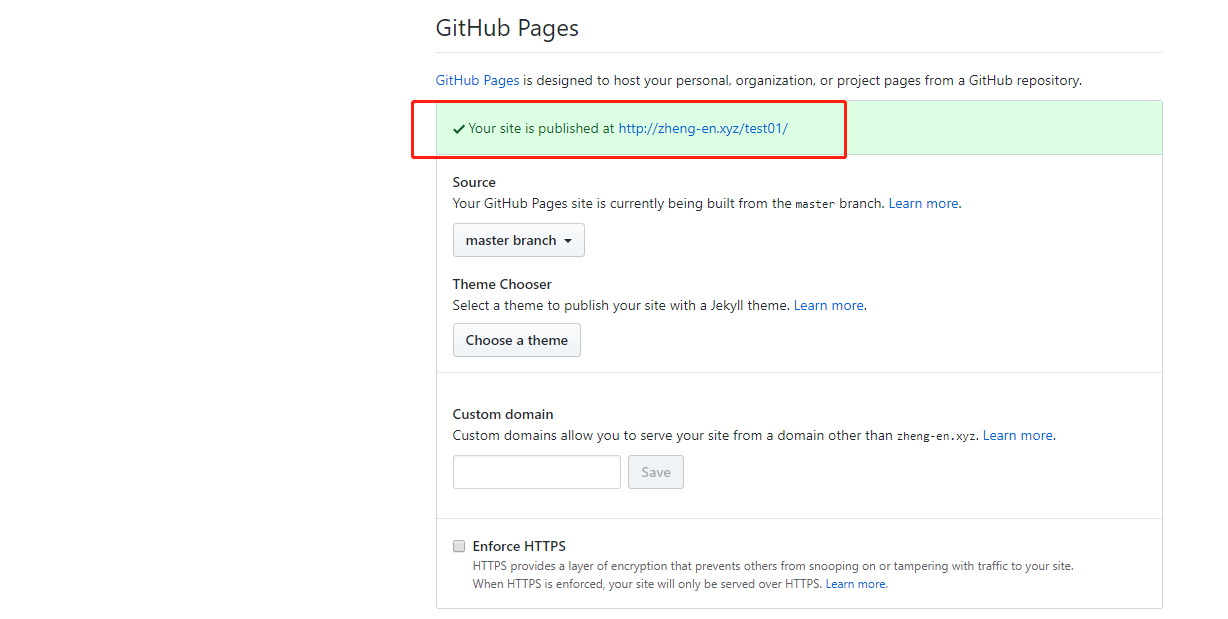 GitHub Pages
GitHub Pages is designed to host your personal, organization, or project pages from a GitHub repository.
Your site is published at http://zheng-en.xyz/test01/
Source
Your GitHub Pages site is currently being built from the master branch. Learn more.
master branch
Theme Chooser
Select a theme to publish your site with a Jekyll theme. Learn more.
Choose a theme
Custom domain
Custom domains allow you to serve your site from a domain other than zheng-en.xyz. Learn more.
Save
Enforce HTTPS
HTTPS provides a layer of encryption that prevents others from snooping on or tampering with traffic to your site.
When HTTPS is enforced, your site will only be served over HTTPS. Learn more.